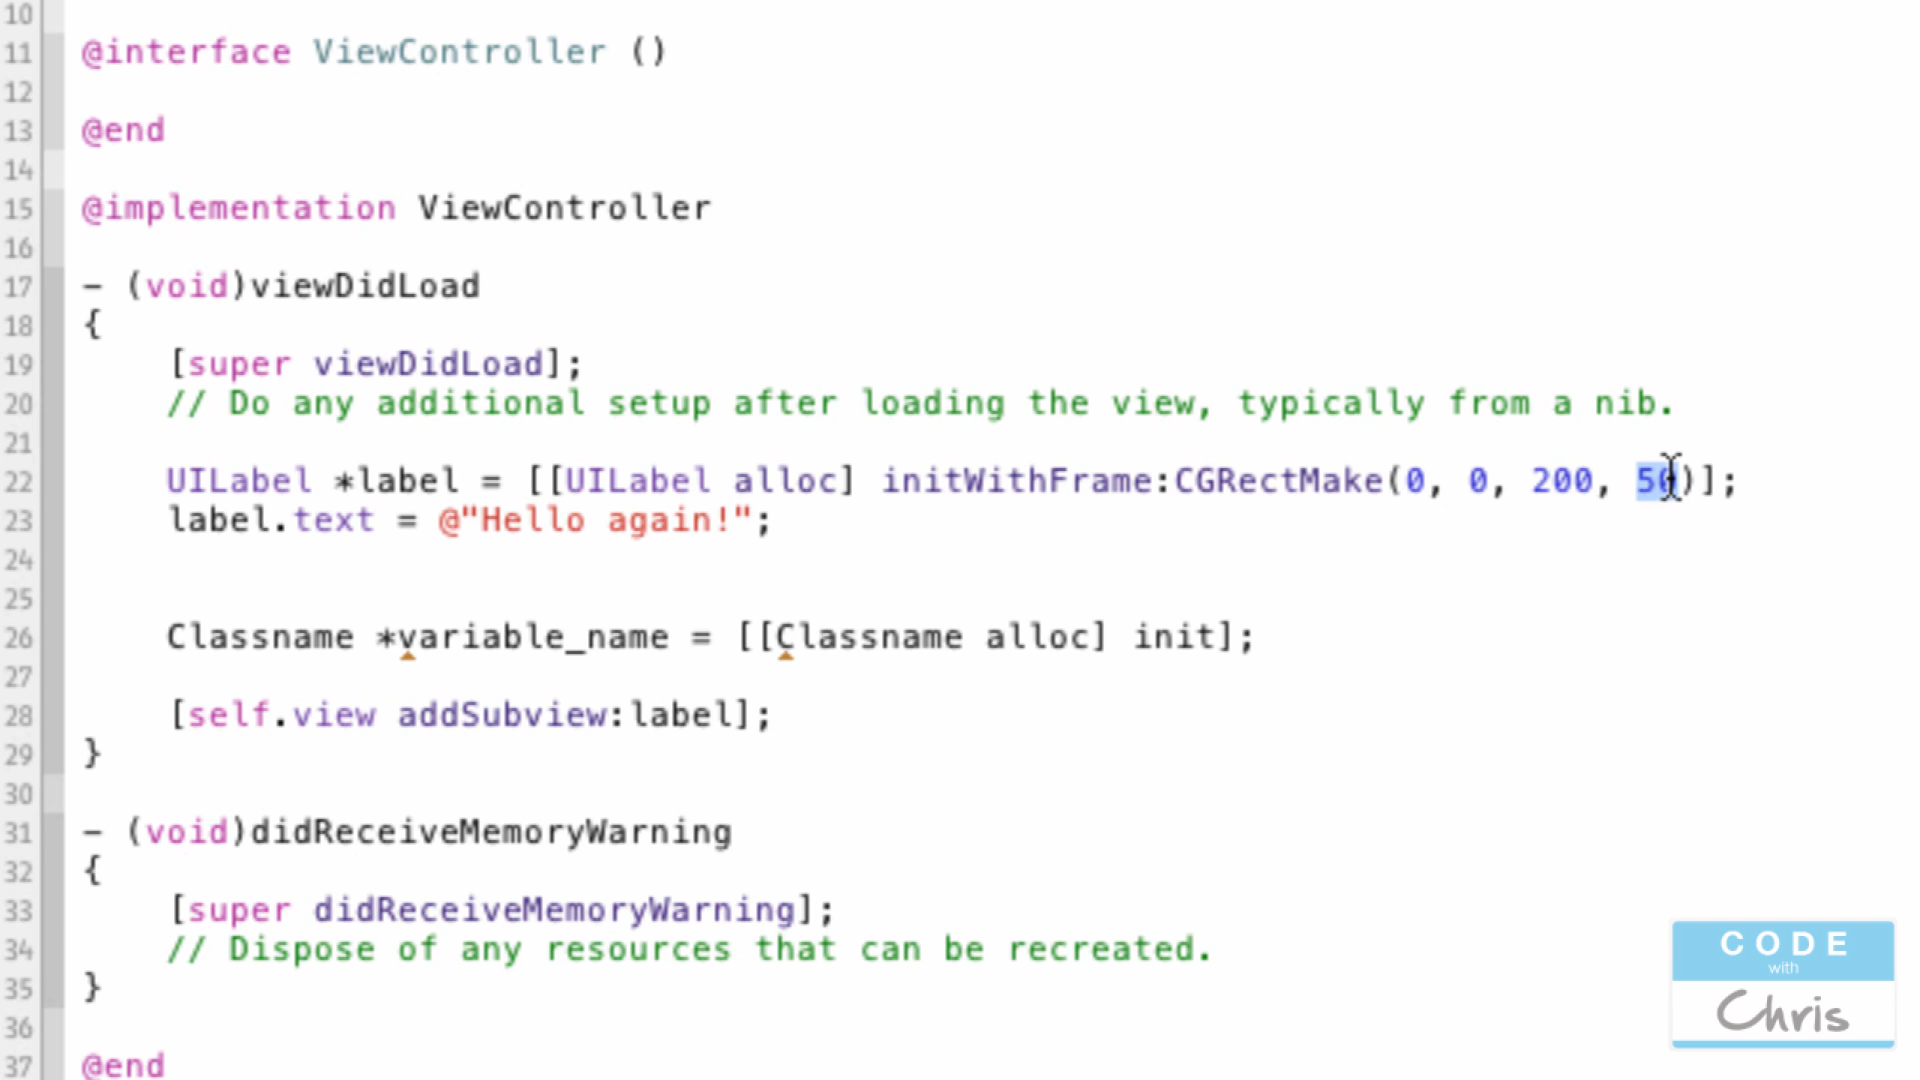 10
11 @interface ViewController ()
12
13 @end
14
15 @implementation ViewController
16
17 - (void)viewDidLoad
18 {
19 [super viewDidLoad];
20 // Do any additional setup after loading the view, typically from a nib.
21
22 UILabel *label = [[UILabel alloc] initWithFrame:CGRectMake(0, 0, 200, 50)];
23 label.text = @"Hello again!";
24
25
26 Classname *variable_name = [[Classname alloc] init];
27
28 [self.view addSubview:label];
29 }
30
31 - (void)didReceiveMemoryWarning
32 {
33 [super didReceiveMemoryWarning];
34 // Dispose of any resources that can be recreated.
35 }
36
37 @end
CODE
with
Chris